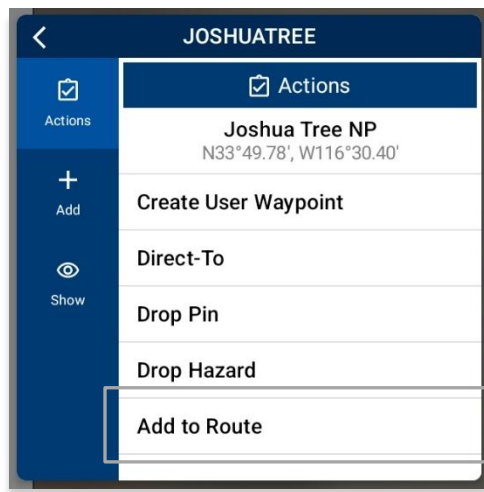 JOSHUATREE
Actions
Add
Show
Actions
Joshua Tree NP
N33°49.78', W116°30.40'
Create User Waypoint
Direct-To
Drop Pin
Drop Hazard
Add to Route